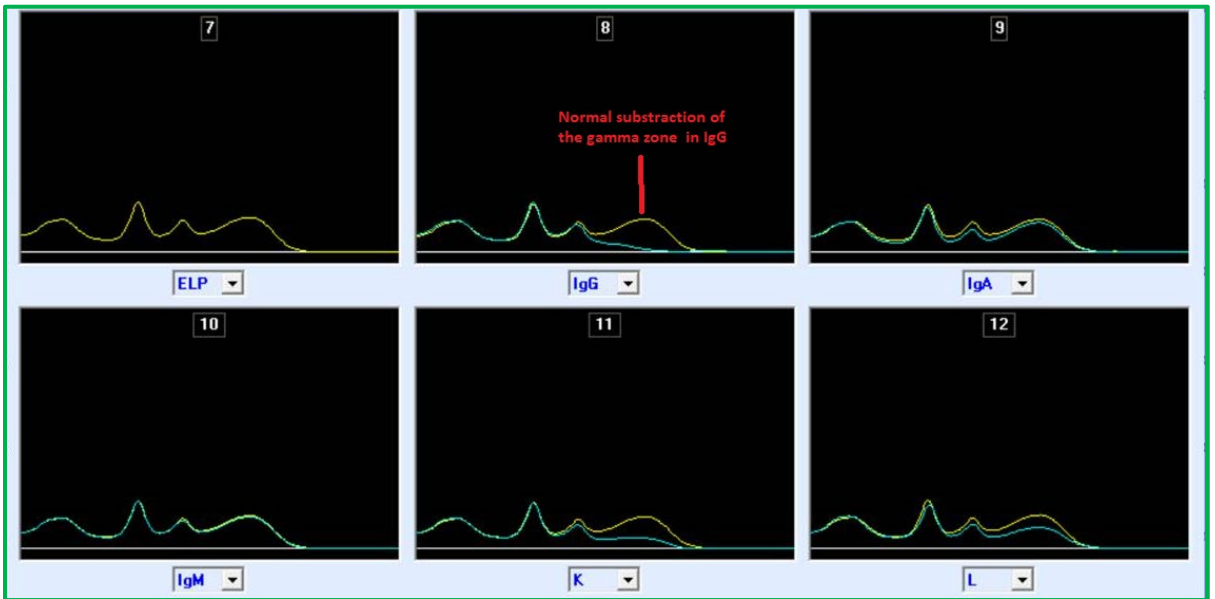 7
8
9
Normal substraction of
the gamma zone in IgG
ELP
IgG
IgA
10
11
12
IgM
K
L